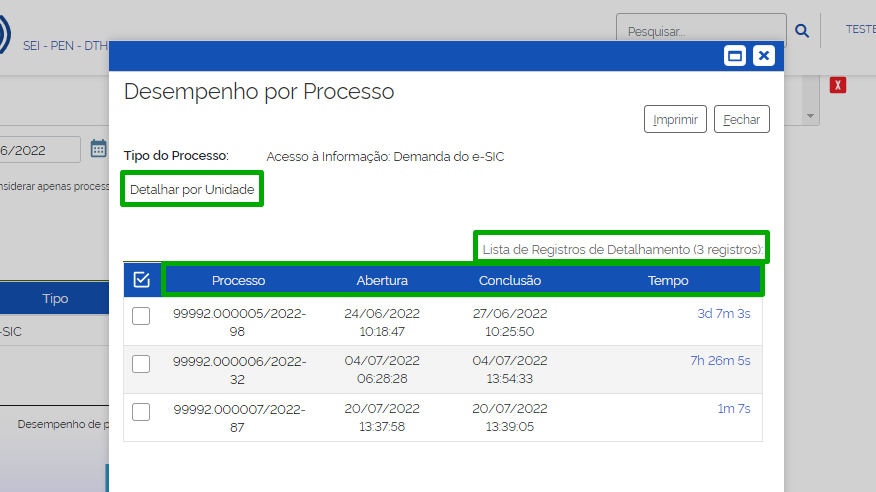 SEI - PEN - DTH
Pesquisar...
TESTE
Desempenho por Processo
Imprimir
Fechar
6/2022
Tipo do Processo:
Acesso à Informação: Demanda do e-SIC
nsiderar apenas process
Detalhar por Unidade
Lista de Registros de Detalhamento (3 registros):
Processo Abertura Conclusão Tempo
99992.000005/2022-98 24/06/2022 10:18:47 27/06/2022 10:25:50 3d 7m 3s
99992.000006/2022-32 04/07/2022 06:28:28 04/07/2022 13:54:33 7h 26m 5s
99992.000007/2022-87 20/07/2022 13:37:58 20/07/2022 13:39:05 1m 7s
Tipo
-SIC
Desempenho de p